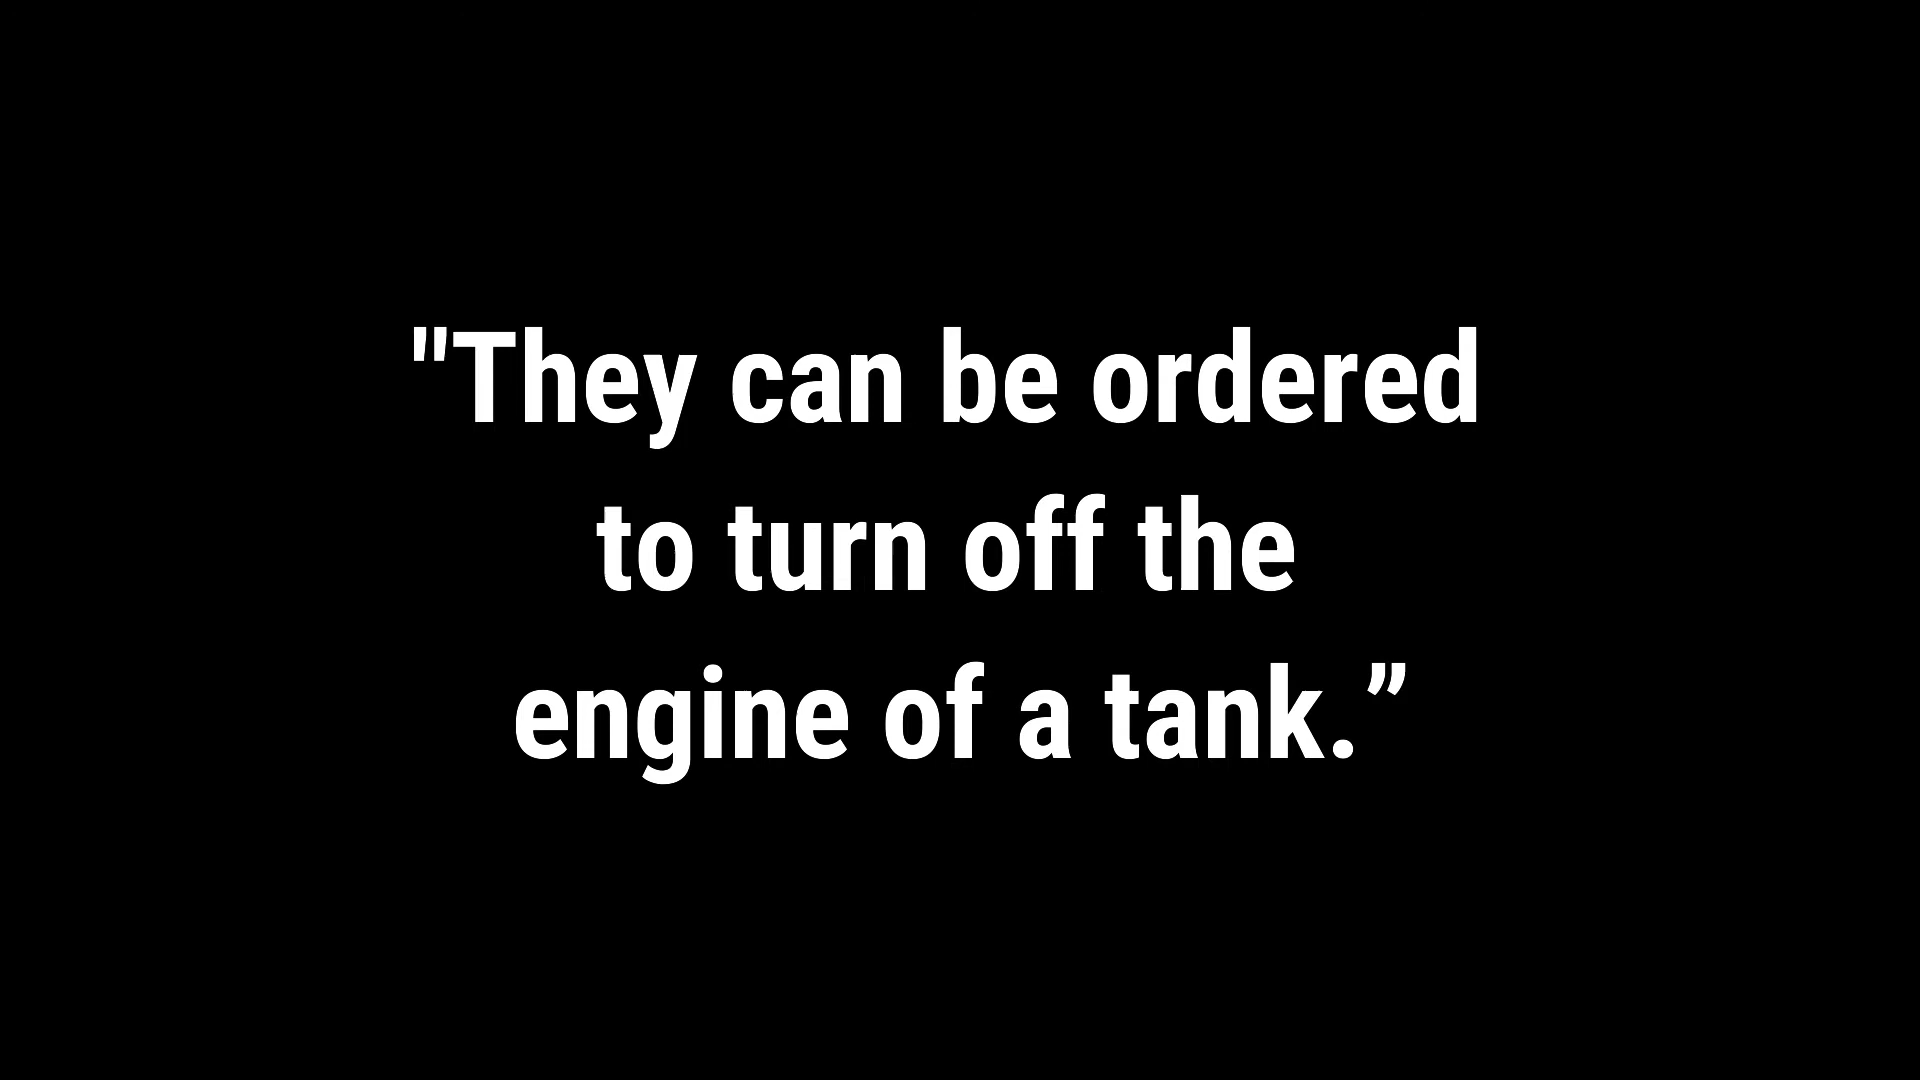 "They can be ordered
to turn off the
engine of a tank.”